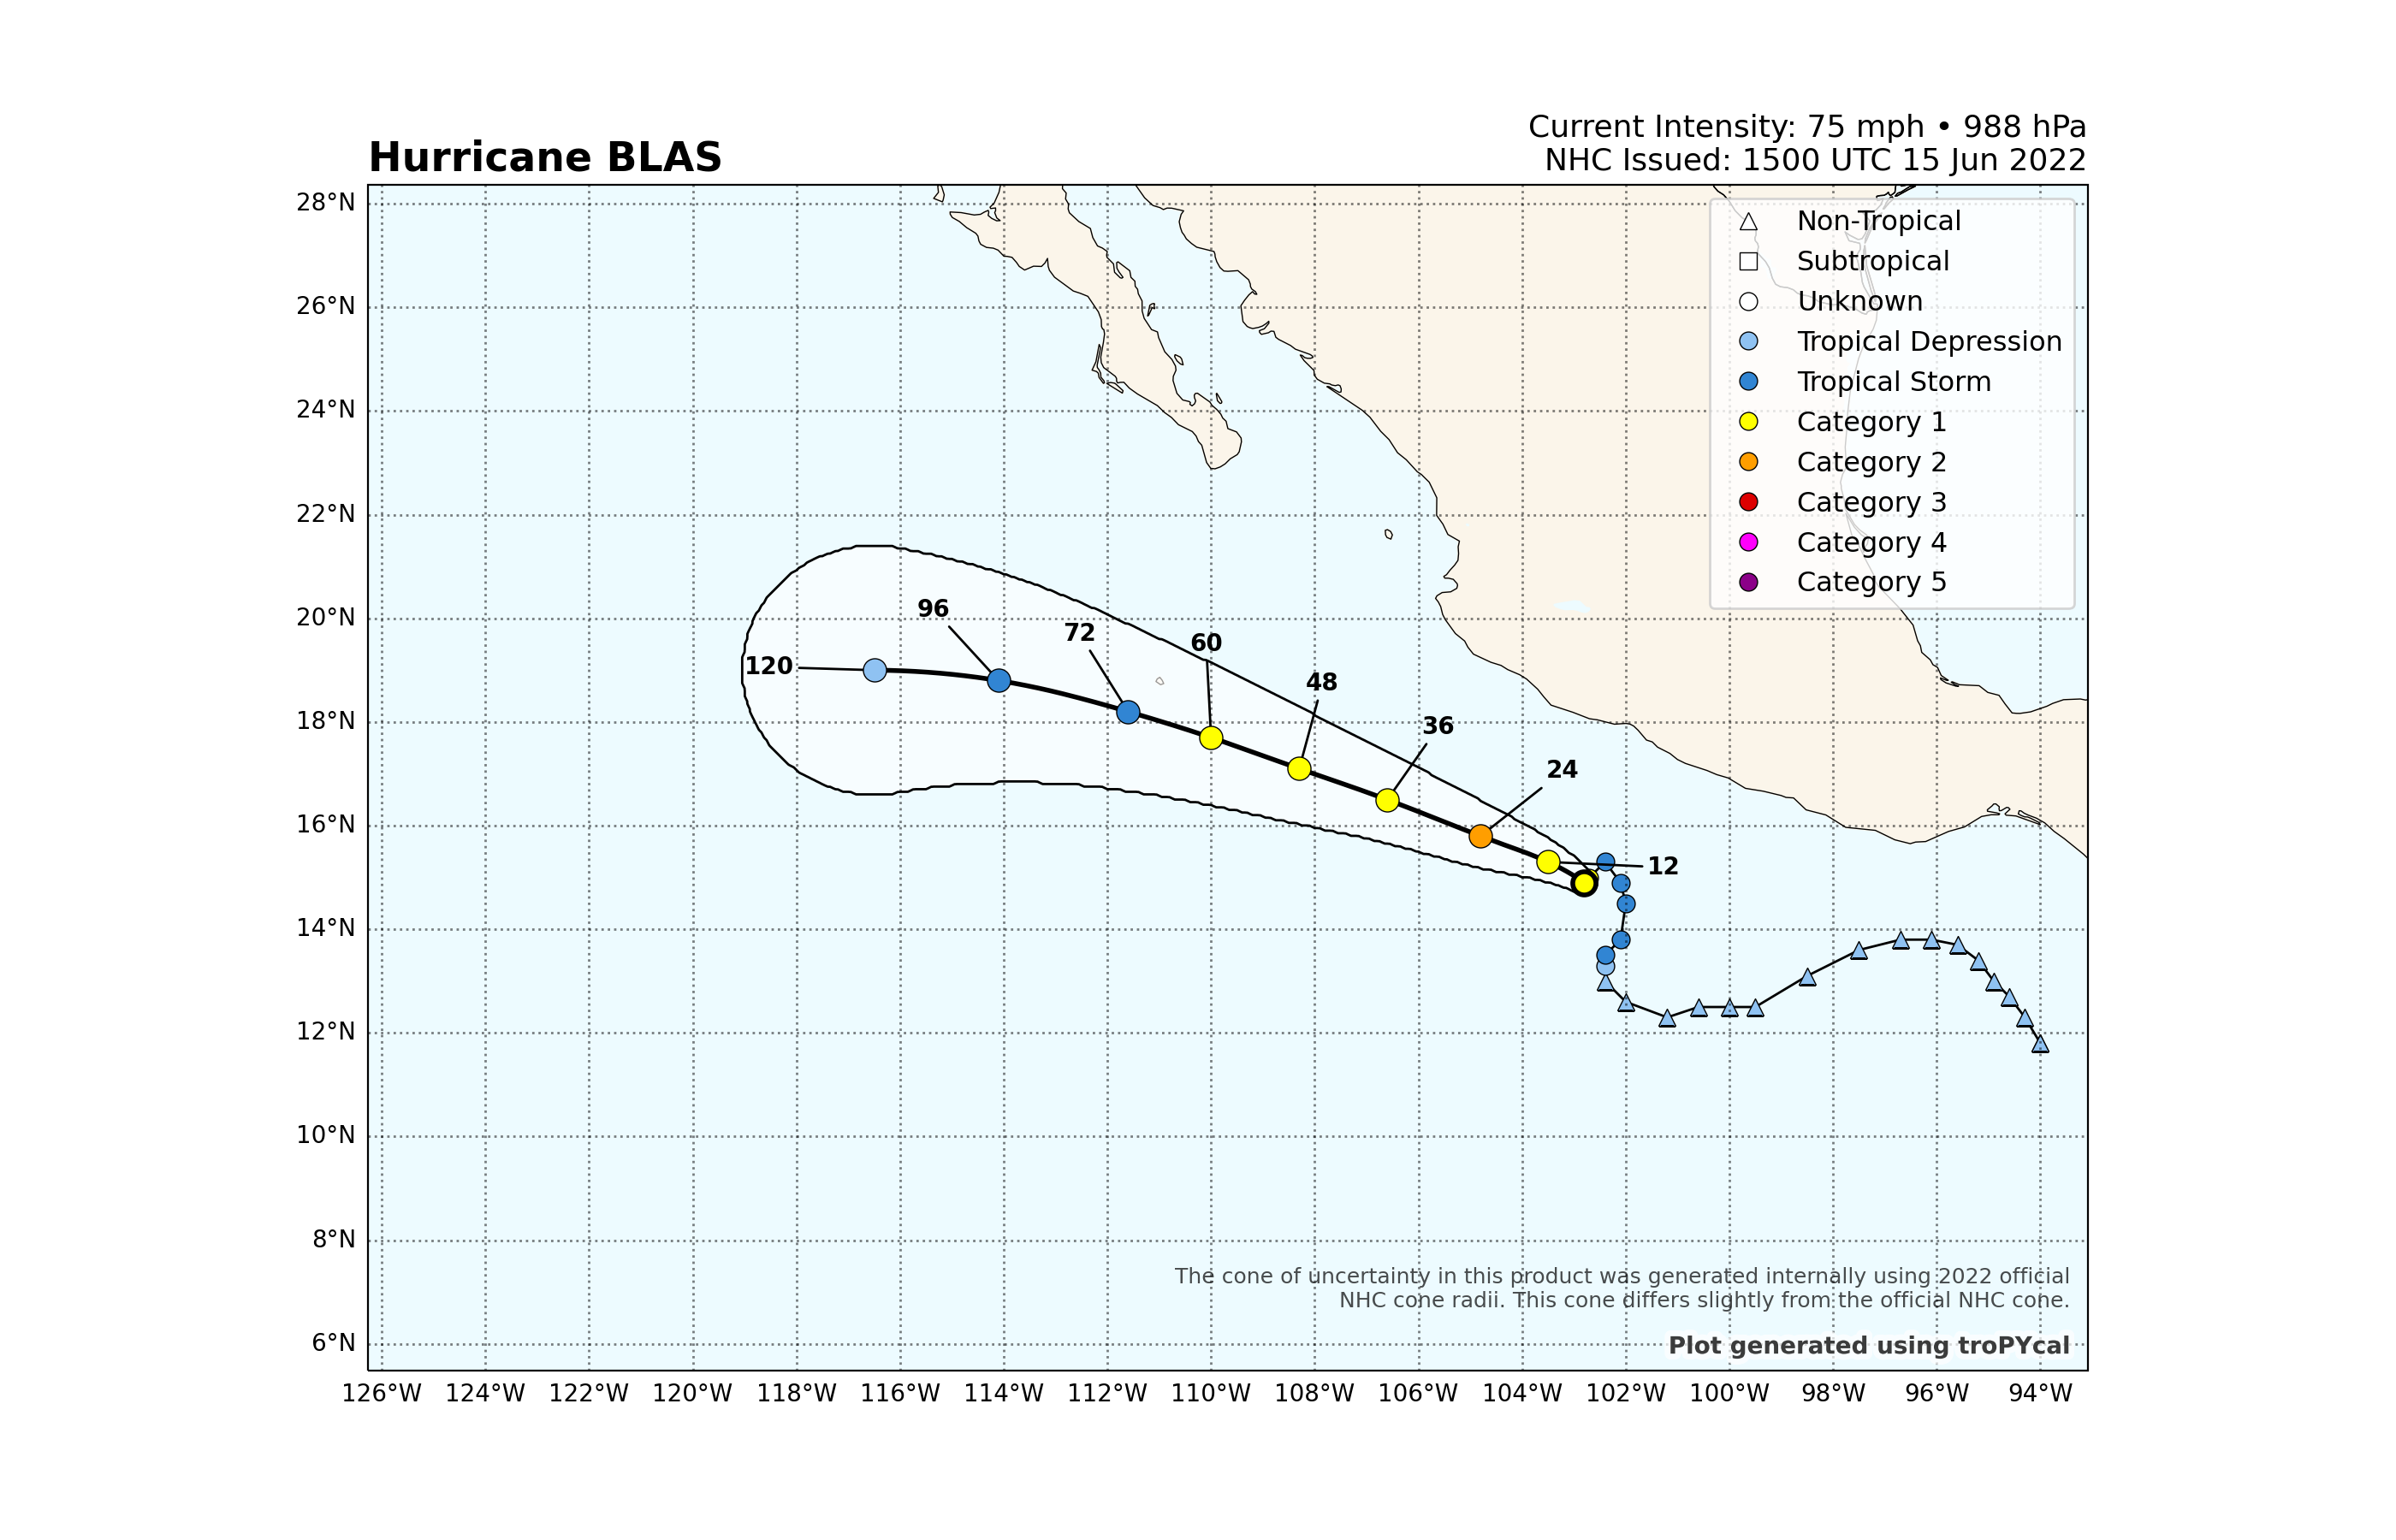 Hurricane BLAS
Current Intensity: 75 mph • 988 hPa
NHC Issued: 1500 UTC 15 Jun 2022
28°N
26°N
24°N
22°N
20°N
18°N
16°N
14°N
12°N
10°N
8°N
6°N
Non-Tropical
Subtropical
Unknown
Tropical Depression
Tropical Storm
Category 1
Category 2
Category 3
Category 4
Category 5
120
96
72
60
48
36
24
12
The cone of uncertainty in this product was generated internally using 2022 official
NHC cone radii. This cone differs slightly from the official NHC cone.
Plot generated using troPYcal
126°W 124°W 122°W 120°W 118°W 116°W 114°W 112°W 110°W 108°W 106°W 104°W 102°W 100°W 98°W 96°W 94°W